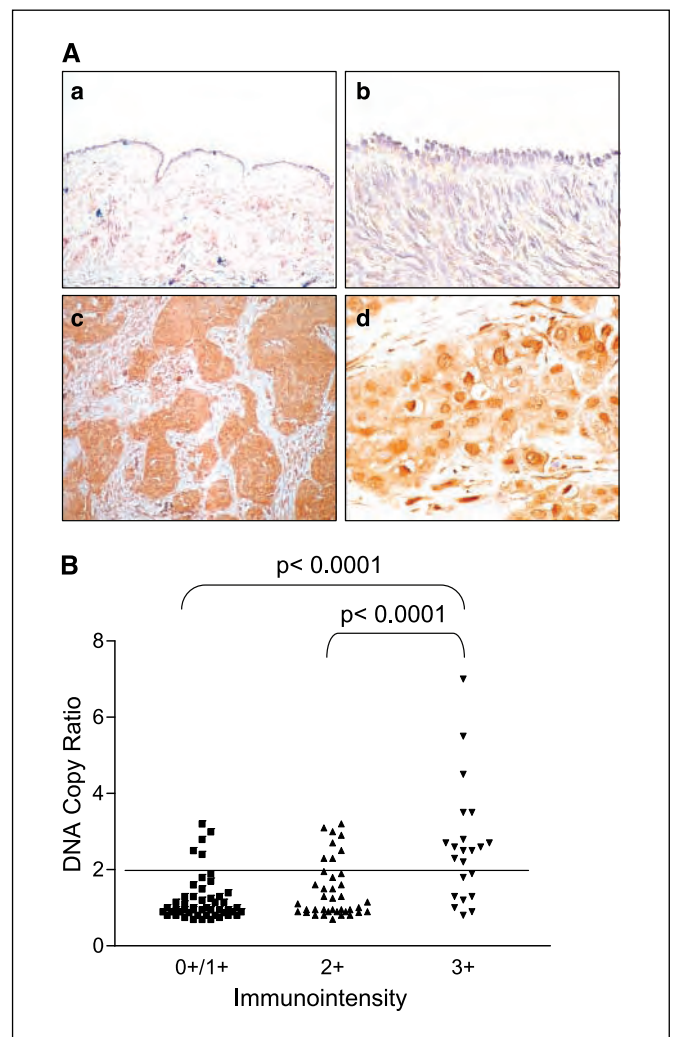 A
a
b
c
d
B
p< 0.0001
p< 0.0001
8
6
4
2
0
DNA Copy Ratio
0+/1+ 2+ 3+
Immunointensity